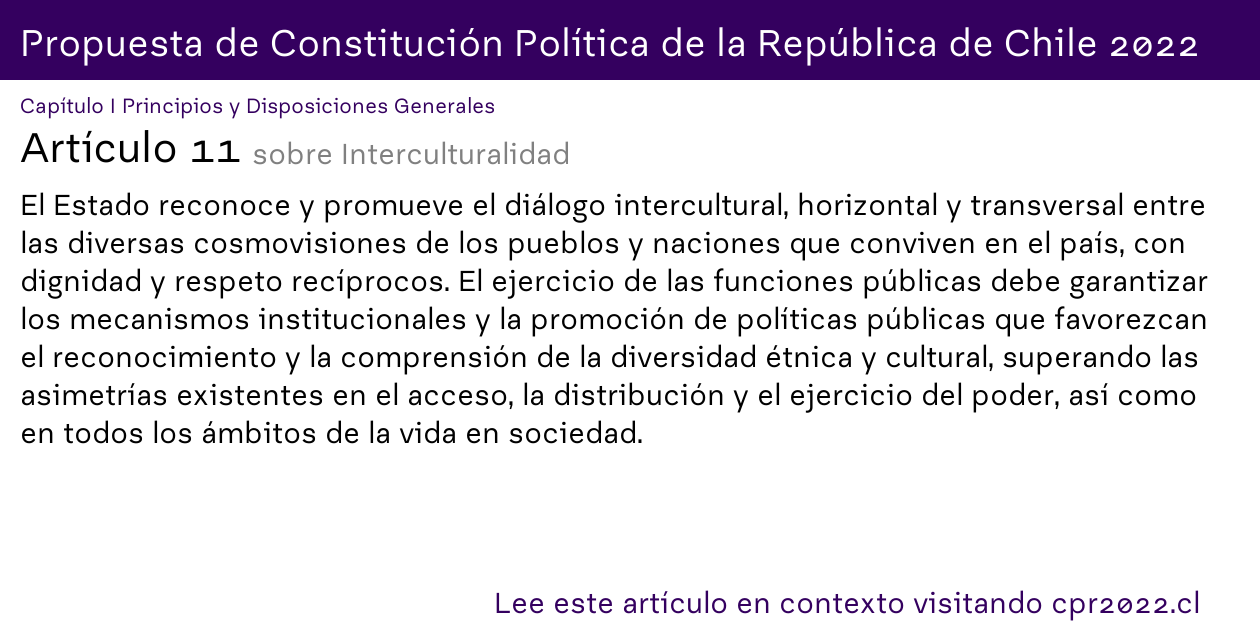 Propuesta de Constitución Política de la República de Chile 2022
Capítulo I Principios y Disposiciones Generales
Artículo 11 sobre Interculturalidad
El Estado reconoce y promueve el diálogo intercultural, horizontal y transversal entre
las diversas cosmovisiones de los pueblos y naciones que conviven en el país, con
dignidad y respeto recíprocos. El ejercicio de las funciones públicas debe garantizar
los mecanismos institucionales y la promoción de políticas públicas que favorezcan
el reconocimiento y la comprensión de la diversidad étnica y cultural, superando las
asimetrías existentes en el acceso, la distribución y el ejercicio del poder, así como
en todos los ámbitos de la vida en sociedad.
Lee este artículo en contexto visitando cpr2022.cl